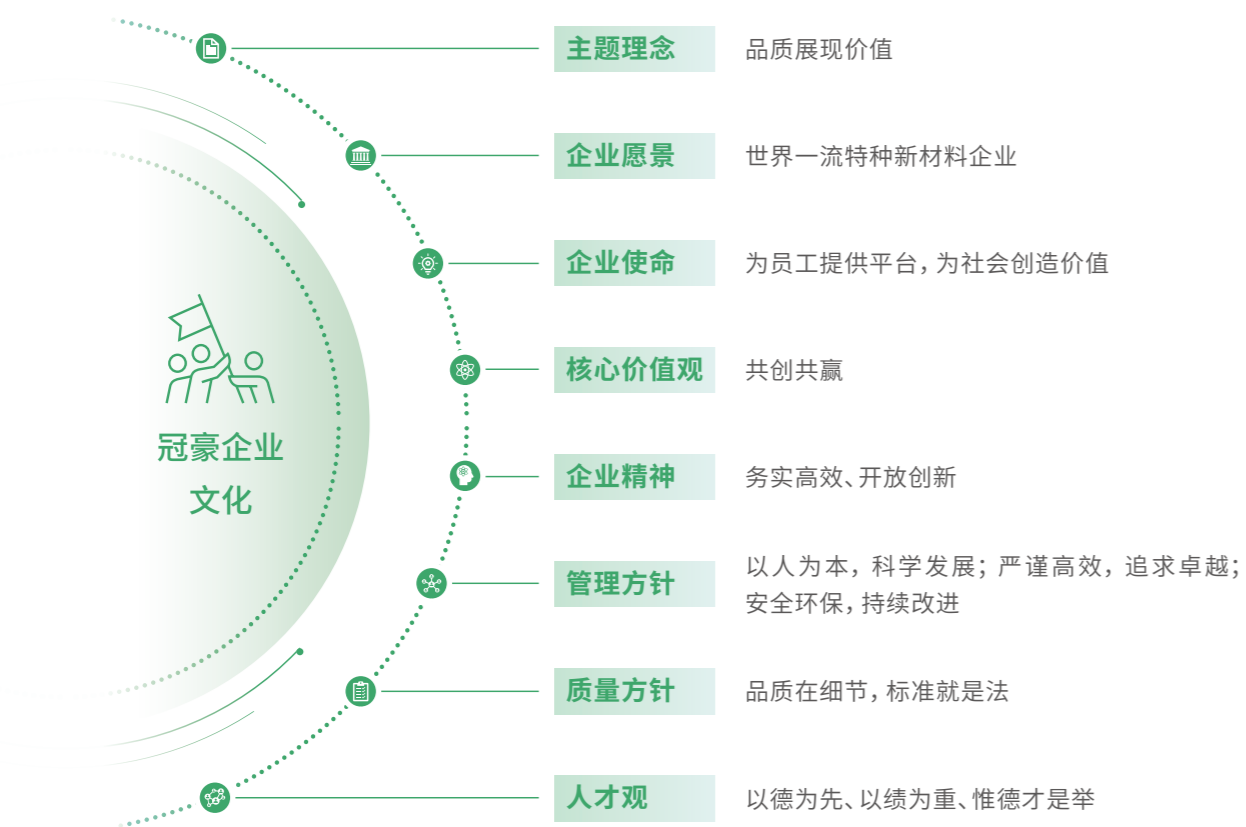 冠豪企业
文化
主题理念
品质展现价值
企业愿景
世界一流特种新材料企业
企业使命
为员工提供平台，为社会创造价值
核心价值观
共创共赢
企业精神
务实高效、开放创新
管理方针
以人为本，科学发展；严谨高效，追求卓越；
安全环保，持续改进
质量方针
品质在细节，标准就是法
人才观
以德为先、以绩为重、惟德才是举